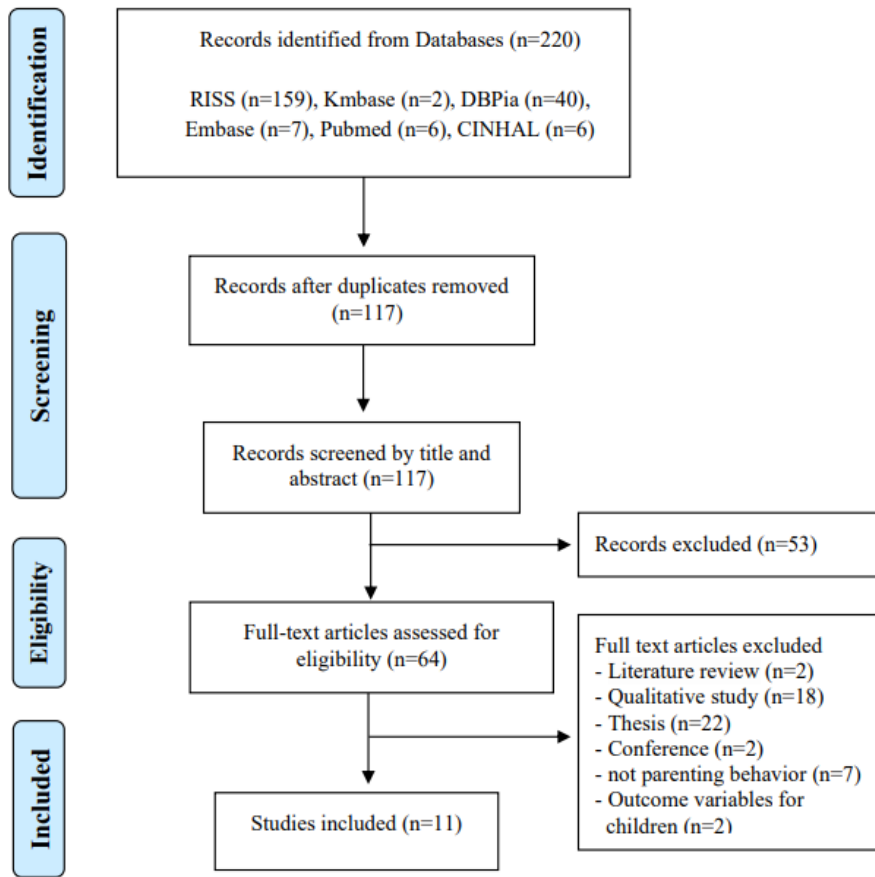 Identification
Records identified from Databases (n=220)
RISS (n=159), Kmbase (n=2), DBPia (n=40),
Embase (n=7), Pubmed (n=6), CINHAL (n=6)
Screening
Records after duplicates removed
(n=117)
Records screened by title and
abstract (n=117)
Records excluded (n=53)
Eligibility
Full-text articles assessed for
eligibility (n=64)
Full text articles excluded
- Literature review (n=2)
- Qualitative study (n=18)
- Thesis (n=22)
- Conference (n=2)
- not parenting behavior (n=7)
- Outcome variables for
children (n=2)
Included
Studies included (n=11)